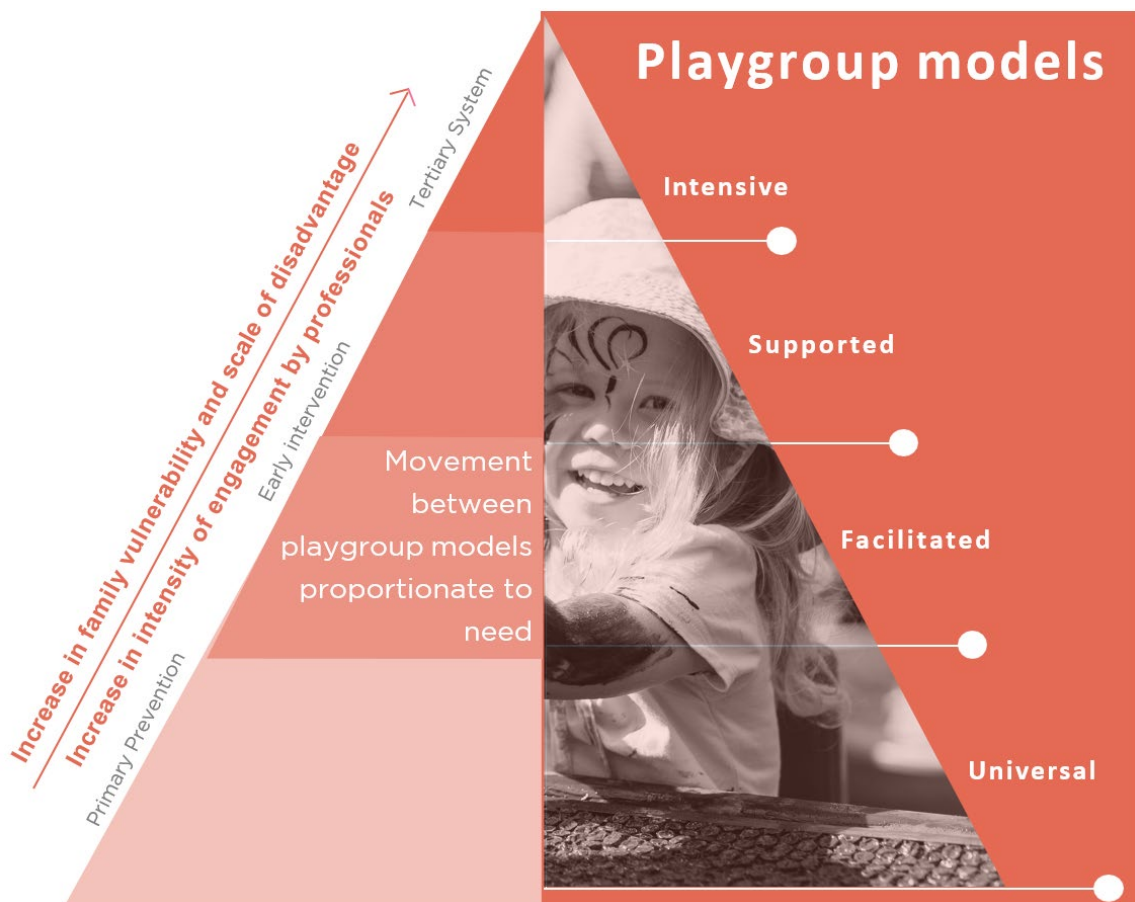 Playgroup models
Increase in family vulnerability and scale of disadvantage
Increase in intensity of engagement by professionals
Tertiary System
Early intervention
Primary Prevention
Intensive
Supported
Movement
between
playgroup models
proportionate to
need
Facilitated
Universal